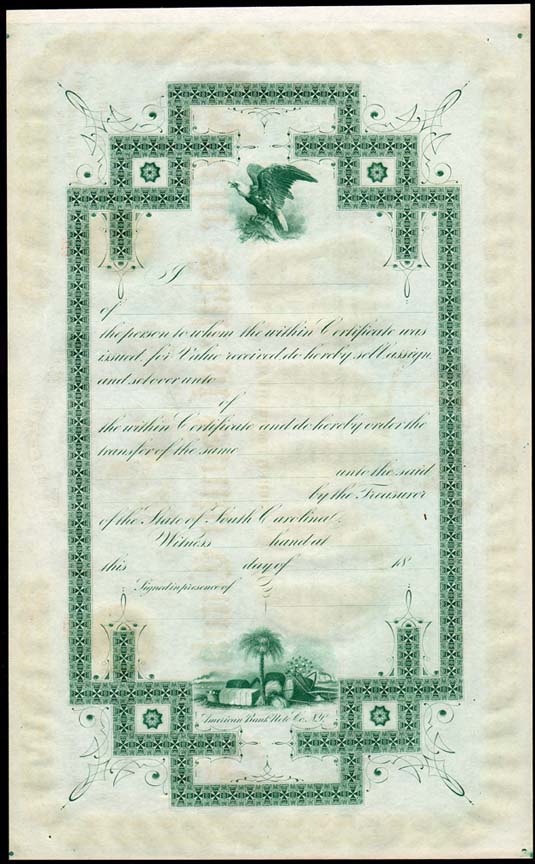 I
of
the person to whom the within Certificate was
issued, for Value received do hereby sell assign
and set over unto
of
the within Certificate and do hereby order the
transfer of the same
unto the said
by the Treasurer
of the State of South Carolina.
Witness hand at
this day of 18
Signed in presence of
American Bank Note Co. N.Y.